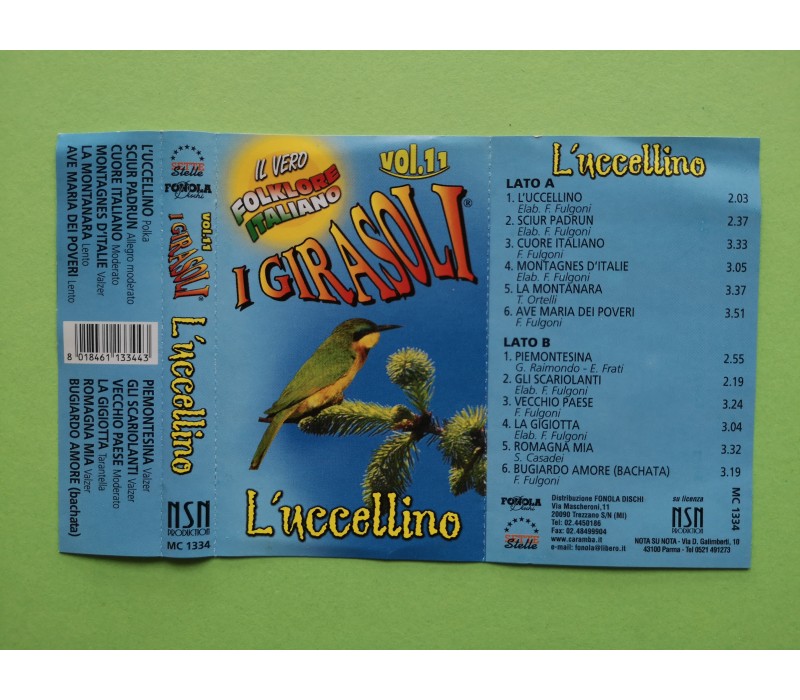 L'UCCELLINO Polka
SCIUR PADRUN Allegro moderato
CUORE ITALIANO Moderato
MONTAGNES D'ITALIE Valzer
LA MONTANARA Lento
AVE MARIA DEI POVERI Lento
8 018461 133443
PIEMONTESINA Valzer
GLI SCARIOLANTI Valzer
VECCHIO PAESE Moderato
LA GIGIOTTA Tarantella
ROMAGNA MIA Valzer
BUGIARDO AMORE (bachata)
Stelle
FONOLA
Dischi
vol.11
I GIRASOLI®
L'uccellino
NSN
PRODUCTION
MC 1334
IL VERO
FOLKLORE
ITALIANO
vol.11
I GIRASOLI®
L'uccellino
L'uccellino
LATO A
1. L'UCCELLINO 2.03
Elab. F. Fulgoni
2. SCIUR PADRUN 2.37
Elab. F. Fulgoni
3. CUORE ITALIANO 3.33
F. Fulgoni
4. MONTAGNES D'ITALIE 3.05
Elab. F. Fulgoni
5. LA MONTANARA 3.37
T. Ortelli
6. AVE MARIA DEI POVERI 3.51
F. Fulgoni
LATO B
1. PIEMONTESINA 2.55
G. Raimondo - E. Frati
2. GLI SCARIOLANTI 2.19
Elab. F. Fulgoni
3. VECCHIO PAESE 3.24
F. Fulgoni
4. LA GIGIOTTA 3.04
Elab. F. Fulgoni
5. ROMAGNA MIA 3.32
S. Casadei
6. BUGIARDO AMORE (BACHATA) 3.19
F. Fulgoni
FONOLA
Dischi
Stelle
Distribuzione FONOLA DISCHI
Via Mascheroni,11
20090 Trezzano S/N (MI)
Tel: 02.4450186
Fax: 02.48499904
www.caramba.it
e-mail: fonola@libero.it
su licenza
NSN
PRODUCTION
NOTA SU NOTA - Via D. Galimberti, 18
43100 Parma - Tel 0521 491273
MC 1334